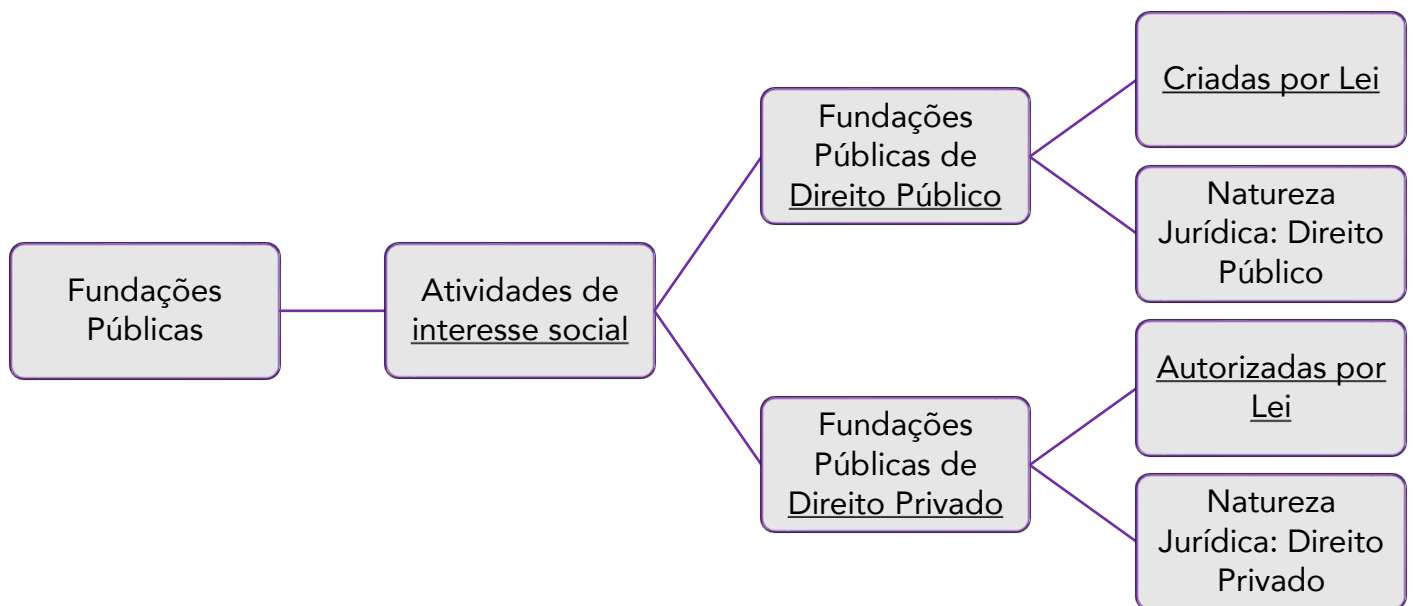 Fundações
Públicas
Atividades de
interesse social
Fundações
Públicas de
Direito Público
Criadas por Lei
Natureza
Jurídica: Direito
Público
Fundações
Públicas de
Direito Privado
Autorizadas por
Lei
Natureza
Jurídica: Direito
Privado